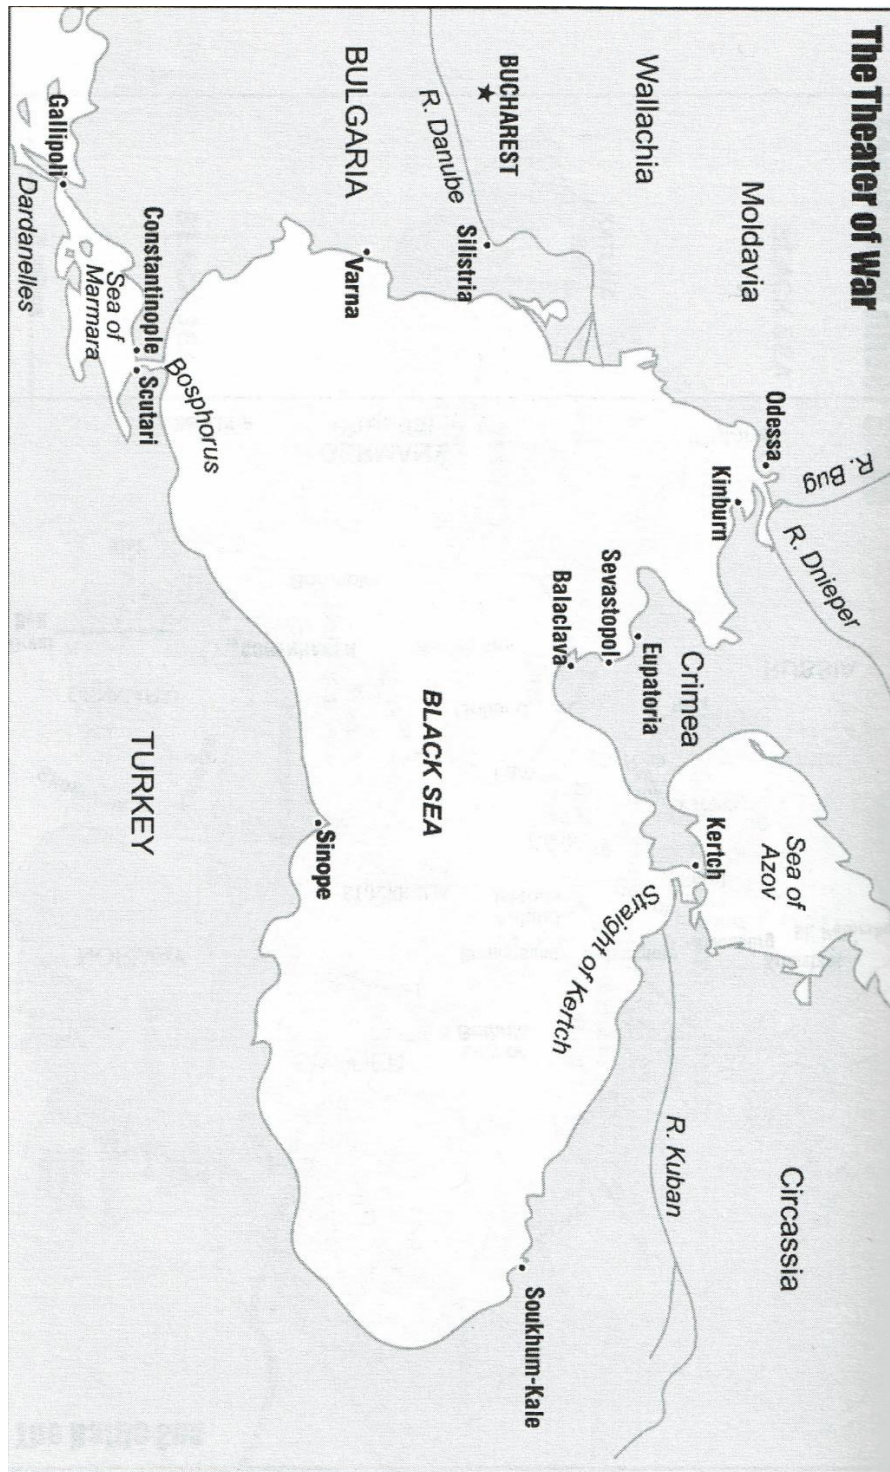 The Theater of War
R. Bug
R. Dnieper
Circassia
Sea of
Azov
Odessa
Moldavia
Kinburn
Kertch
Crimea
R. Kuban
Wallachia
Eupatoria
Sevastopol
Straight of Kertch
Balaclava
Soukhum-Kale
BUCHAREST
Silistria
R. Danube
BLACK SEA
BULGARIA
Varna
Sinope
Bosphorus
Constantinople
Scutari
TURKEY
Sea of
Marmara
Gallipoli
Dardanelles